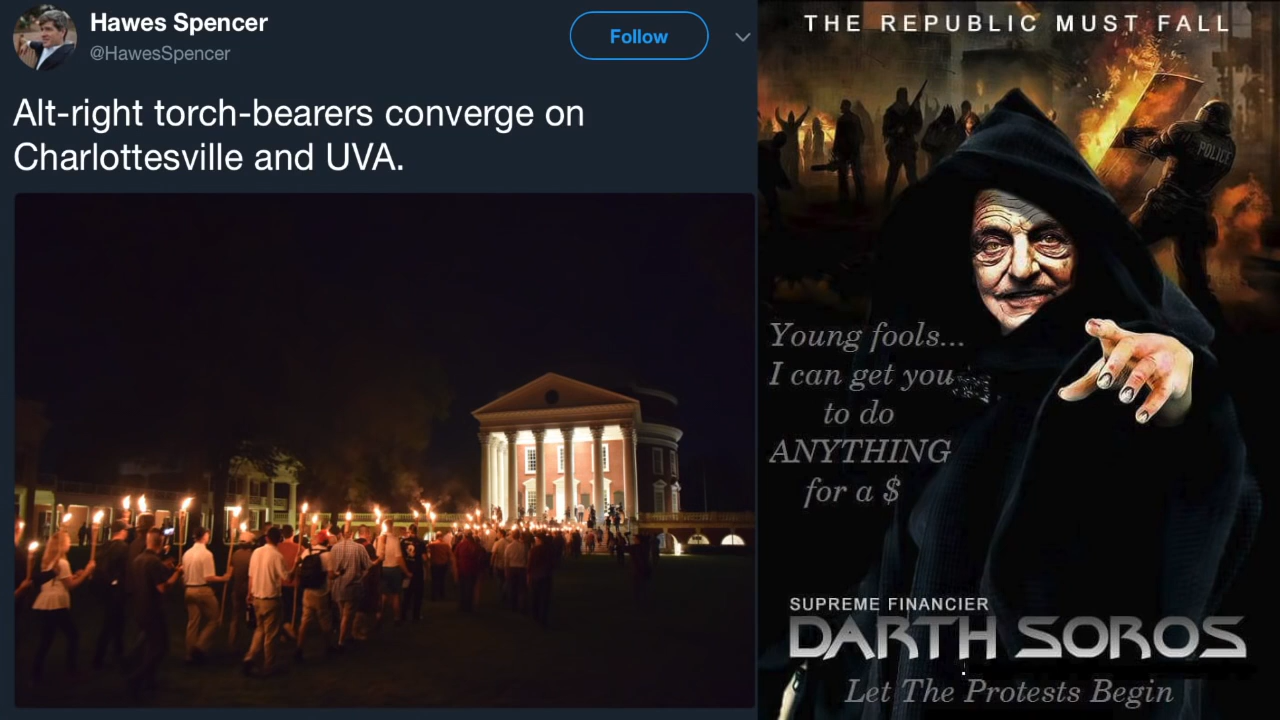 Hawes Spencer
@HawesSpencer
Follow
Alt-right torch-bearers converge on
Charlottesville and UVA.
THE REPUBLIC MUST FALL
POLICE
Young fools...
I can get you
to do
ANYTHING
for a $
SUPREME FINANCIER
DARTH SOROS
Let The Protests Begin